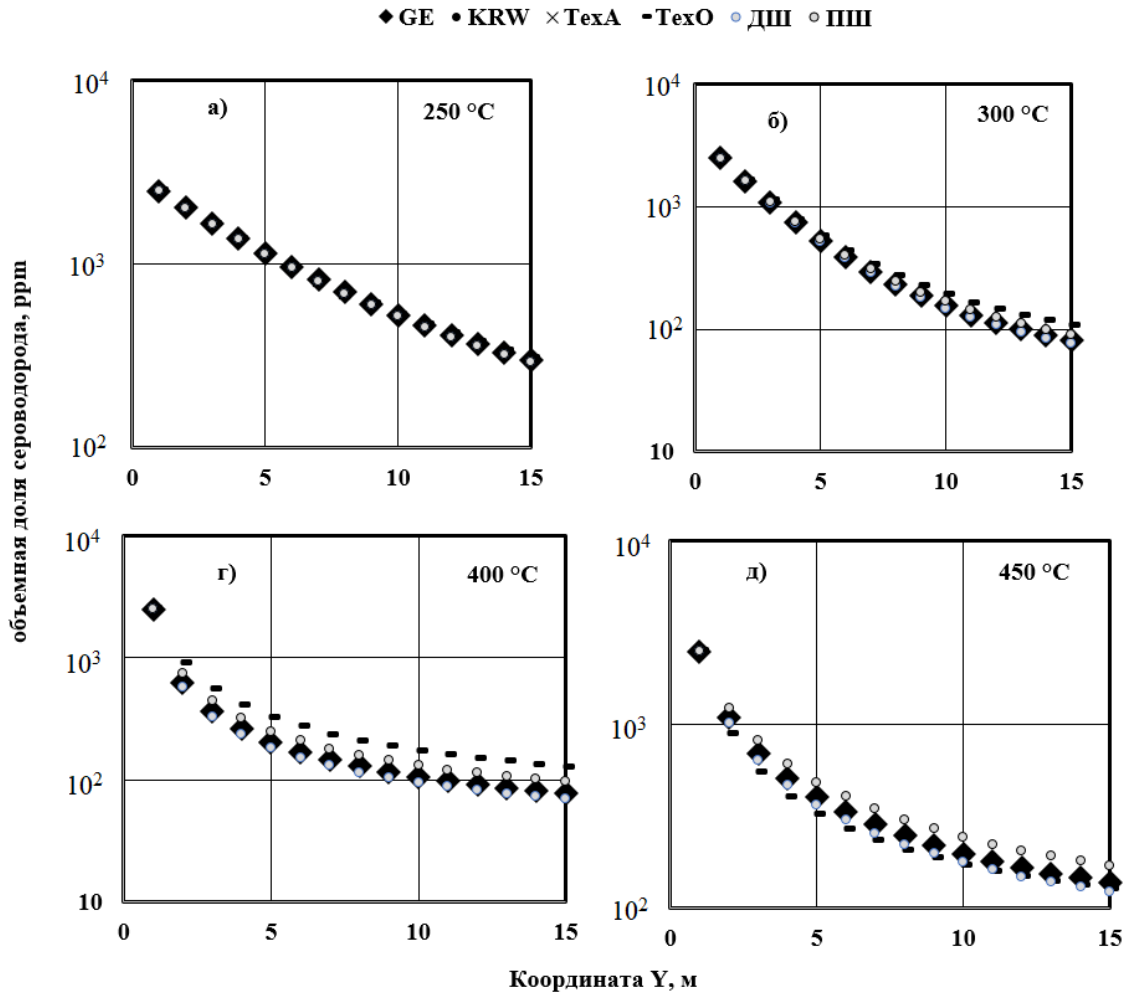 GE KRW TexA TexO ДШ ПШ
объемная доля сероводорода, ppm
а) 250 °C
10⁴
10³
10²
0 5 10 15
б) 300 °C
10⁴
10³
10²
10
0 5 10 15
г) 400 °C
10⁴
10³
10²
10
0 5 10 15
д) 450 °C
10⁴
10³
10²
0 5 10 15
Координата Y, м